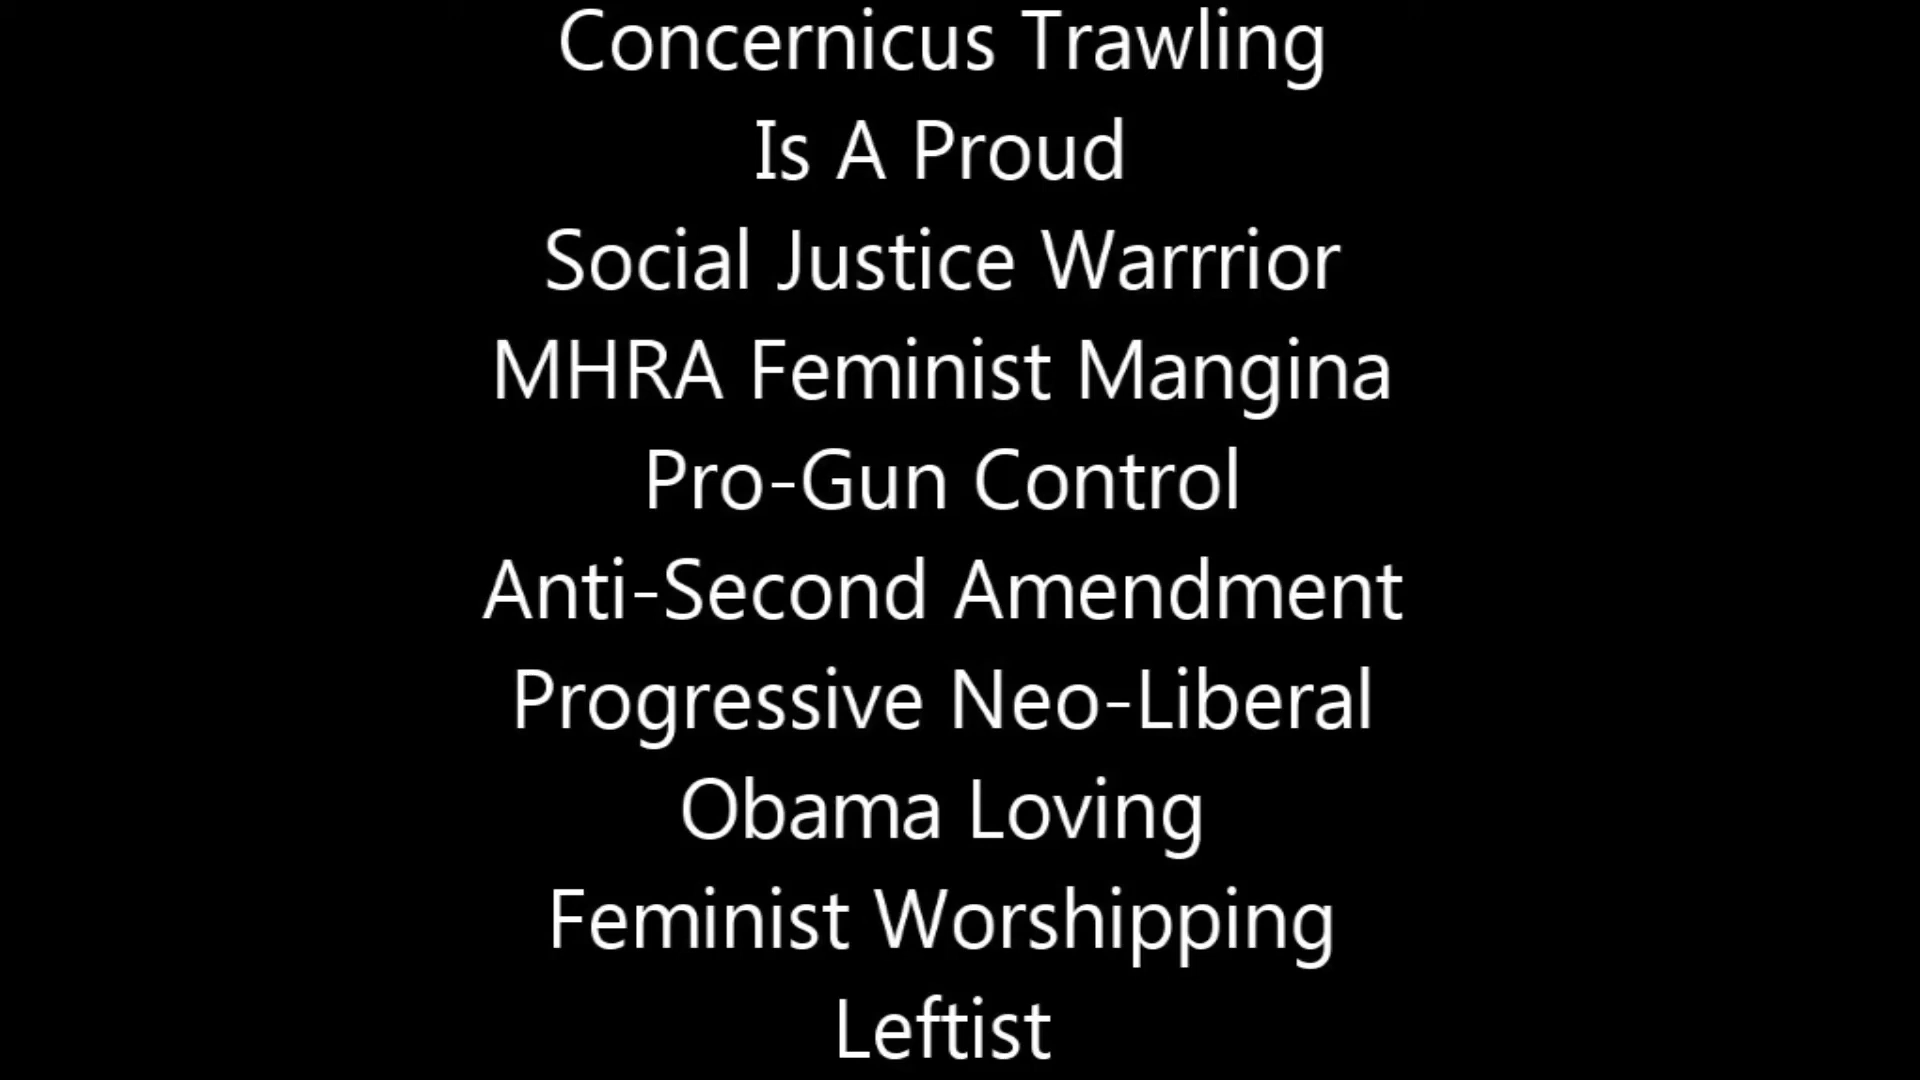 Concernicus Trawling
Is A Proud
Social Justice Warrrior
MHRA Feminist Mangina
Pro-Gun Control
Anti-Second Amendment
Progressive Neo-Liberal
Obama Loving
Feminist Worshipping
Leftist